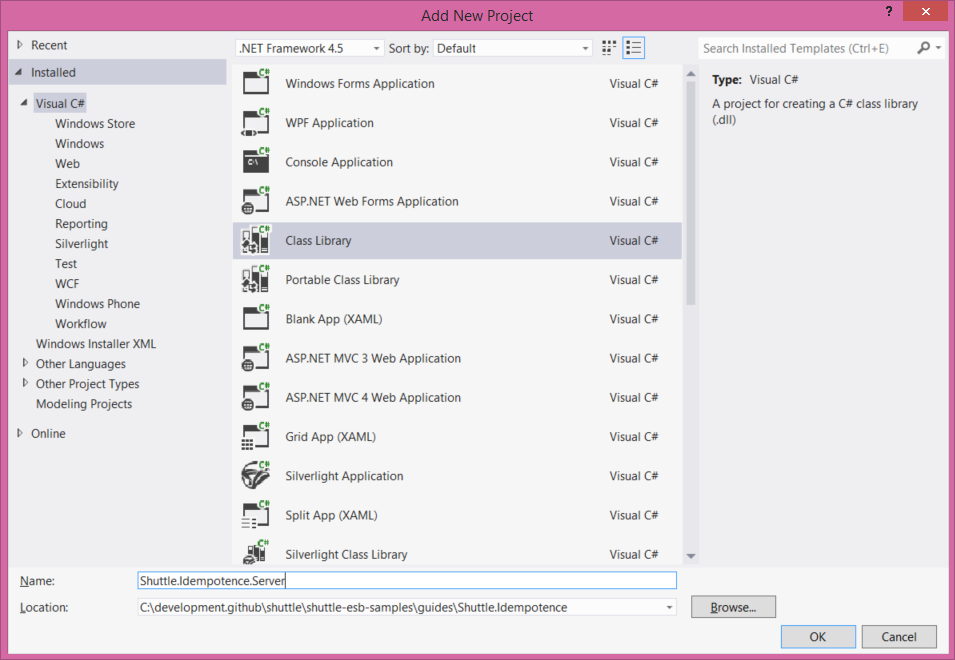 Add New Project
?
Recent
Installed
Visual C#
Windows Store
Windows
Web
Extensibility
Cloud
Reporting
Silverlight
Test
WCF
Windows Phone
Workflow
Windows Installer XML
Other Languages
Other Project Types
Modeling Projects
Online
.NET Framework 4.5 Sort by: Default
C# Windows Forms Application Visual C#
C# WPF Application Visual C#
C# C:\ Console Application Visual C#
C# ASP.NET Web Forms Application Visual C#
C# Class Library Visual C#
C# Portable Class Library Visual C#
C# Blank App (XAML) Visual C#
C# ASP.NET MVC 3 Web Application Visual C#
C# ASP.NET MVC 4 Web Application Visual C#
C# Grid App (XAML) Visual C#
C# Silverlight Application Visual C#
C# Split App (XAML) Visual C#
C# Silverlight Class Library Visual C#
Search Installed Templates (Ctrl+E)
Type: Visual C#
A project for creating a C# class library
(.dll)
Name: Shuttle.Idempotence.Server
Location: C:\development.github\shuttle\shuttle-esb-samples\guides\Shuttle.Idempotence Browse...
OK Cancel